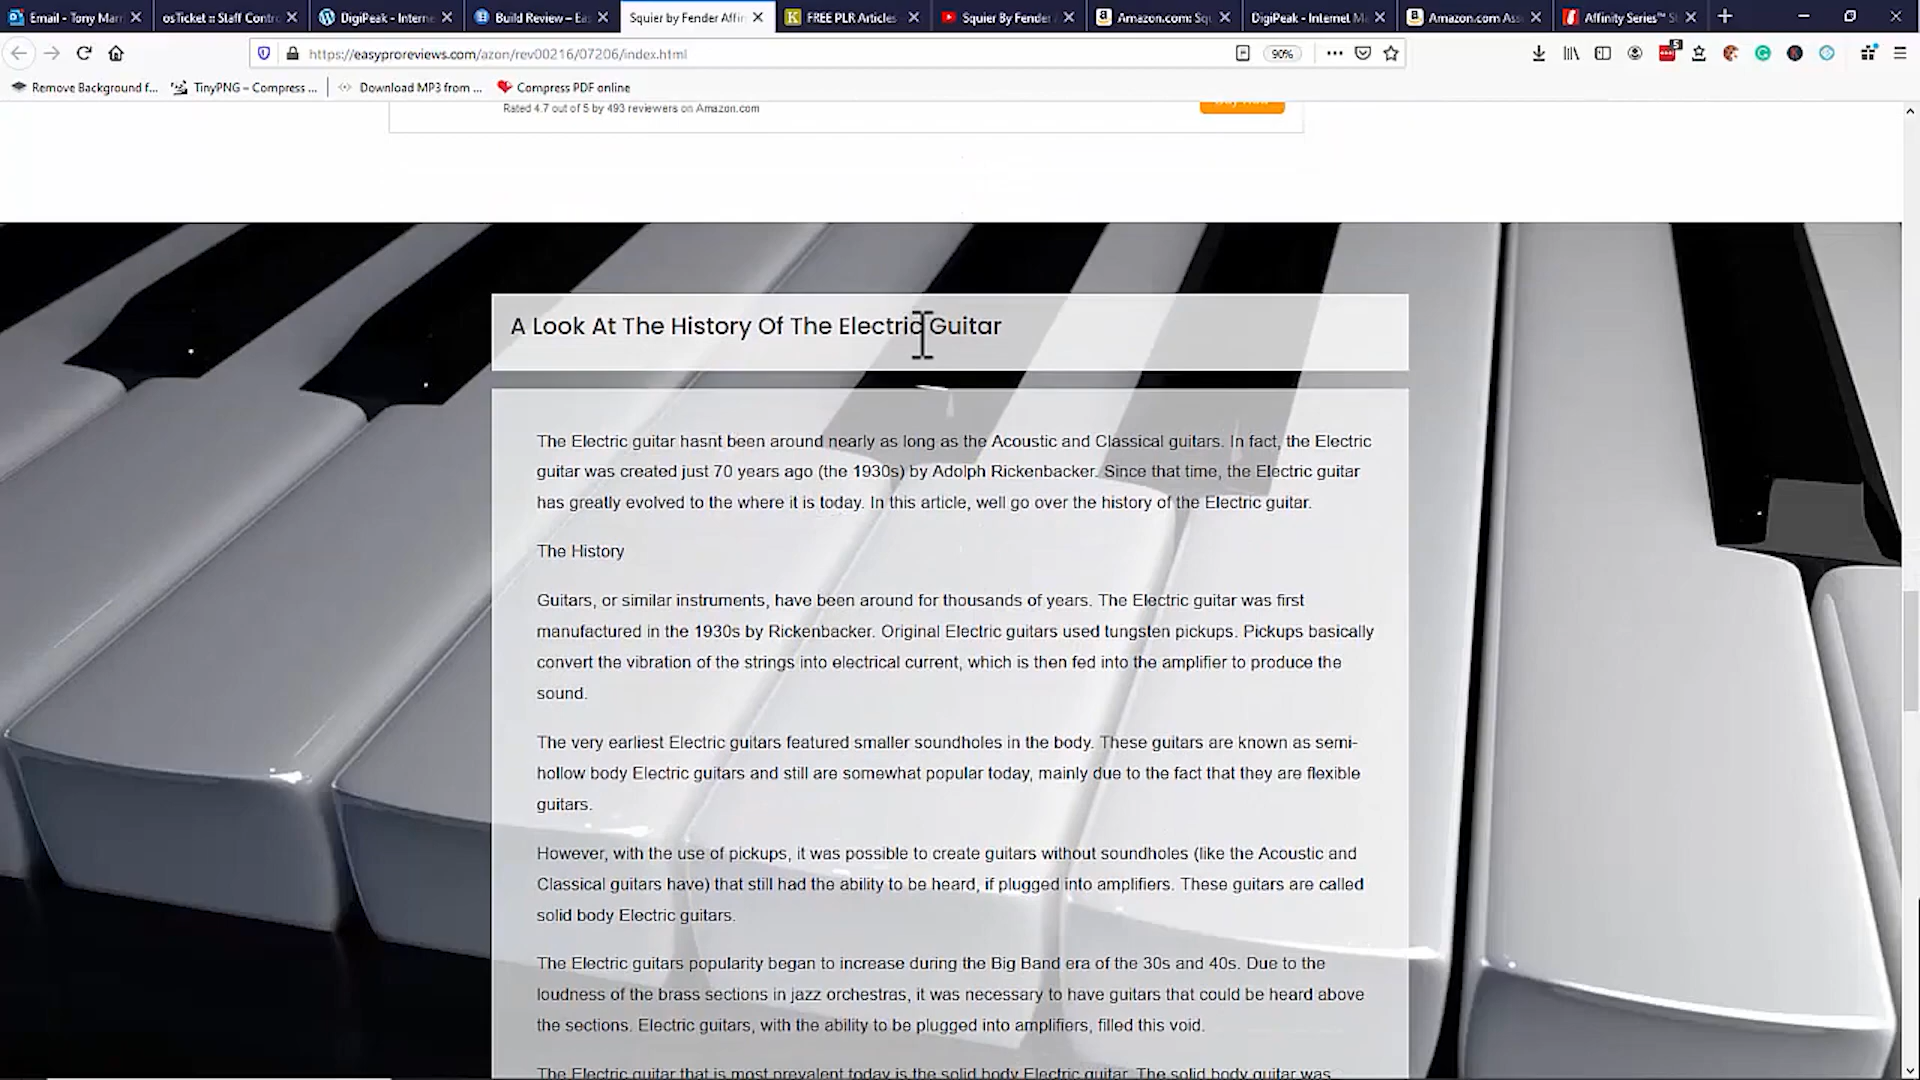 Email - Tony Marr
osTicket :: Staff Contr
DigiPeak - Interne
Build Review – Ea
Squier by Fender Affin
FREE PLR Articles
Squier By Fender
Amazon.com: Squ
DigiPeak - Internet Ma
Amazon.com Ass
Affinity Series™ S
https://easyproreviews.com/azon/rev00216/07206/index.html
90%
5
Remove Background f...
TinyPNG – Compress ...
Download MP3 from ...
Compress PDF online
Rated 4.7 out of 5 by 493 reviewers on Amazon.com
A Look At The History Of The Electric Guitar
The Electric guitar hasnt been around nearly as long as the Acoustic and Classical guitars. In fact, the Electric
guitar was created just 70 years ago (the 1930s) by Adolph Rickenbacker. Since that time, the Electric guitar
has greatly evolved to the where it is today. In this article, well go over the history of the Electric guitar.
The History
Guitars, or similar instruments, have been around for thousands of years. The Electric guitar was first
manufactured in the 1930s by Rickenbacker. Original Electric guitars used tungsten pickups. Pickups basically
convert the vibration of the strings into electrical current, which is then fed into the amplifier to produce the
sound.
The very earliest Electric guitars featured smaller soundholes in the body. These guitars are known as semi-
hollow body Electric guitars and still are somewhat popular today, mainly due to the fact that they are flexible
guitars.
However, with the use of pickups, it was possible to create guitars without soundholes (like the Acoustic and
Classical guitars have) that still had the ability to be heard, if plugged into amplifiers. These guitars are called
solid body Electric guitars.
The Electric guitars popularity began to increase during the Big Band era of the 30s and 40s. Due to the
loudness of the brass sections in jazz orchestras, it was necessary to have guitars that could be heard above
the sections. Electric guitars, with the ability to be plugged into amplifiers, filled this void.
The Electric guitar that is most prevalent today is the solid body Electric guitar. The solid body guitar was